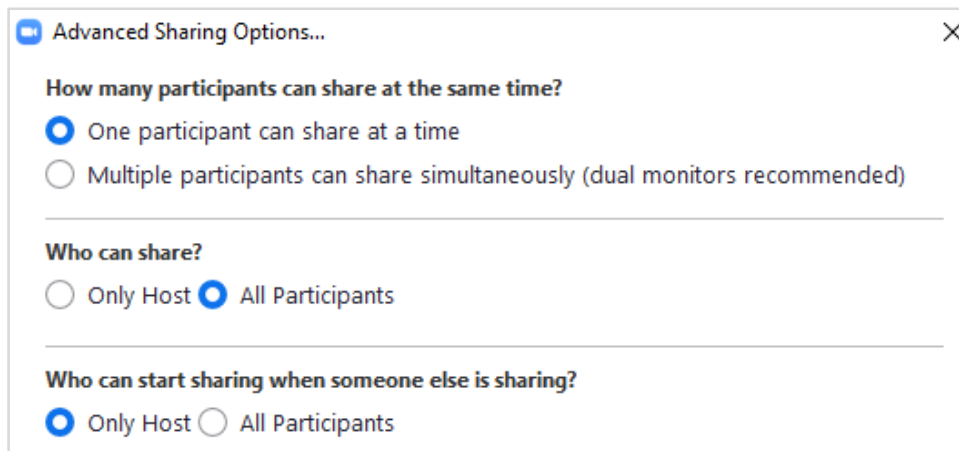 Advanced Sharing Options...
How many participants can share at the same time?
One participant can share at a time
Multiple participants can share simultaneously (dual monitors recommended)
Who can share?
Only Host All Participants
Who can start sharing when someone else is sharing?
Only Host All Participants